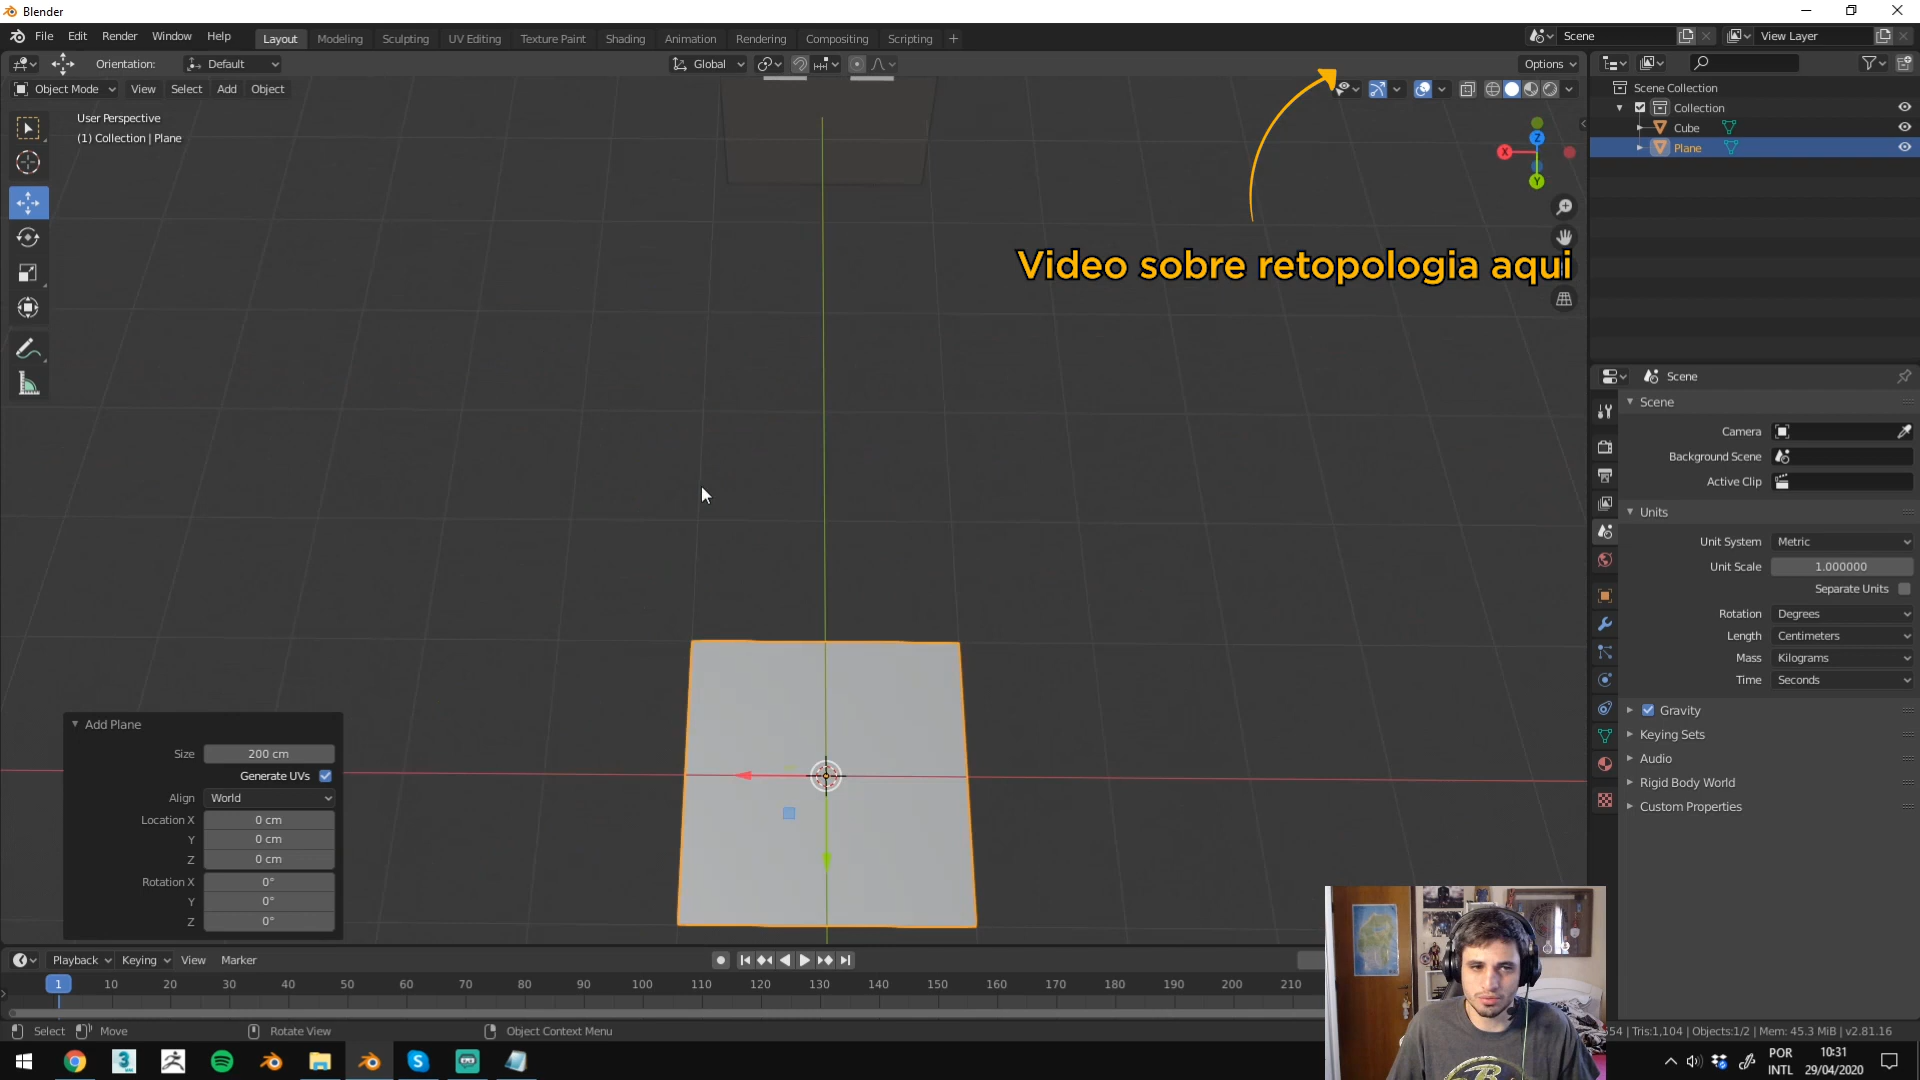 Blender
File Edit Render Window Help
Layout Modeling Sculpting UV Editing Texture Paint Shading Animation Rendering Compositing Scripting +
Scene
View Layer
Orientation: Default
Global
Options
Object Mode View Select Add Object
User Perspective
(1) Collection | Plane
Z
X
Y
Video sobre retopologia aqui
Scene Collection
Collection
Cube
Plane
Scene
Scene
Camera
Background Scene
Active Clip
Units
Unit System Metric
Unit Scale 1.000000
Separate Units
Rotation Degrees
Length Centimeters
Mass Kilograms
Time Seconds
Gravity
Keying Sets
Audio
Rigid Body World
Custom Properties
Add Plane
Size 200 cm
Generate UVs
Align World
Location X 0 cm
Y 0 cm
Z 0 cm
Rotation X 0°
Y 0°
Z 0°
Playback Keying View Marker
1 10 20 30 40 50 60 70 80 90 100 110 120 130 140 150 160 170 180 190 200 210
Select Move Rotate View Object Context Menu
554 | Tris:1,104 | Objects:1/2 | Mem: 45.3 MiB | v2.81.16
POR
INTL
10:31
29/04/2020